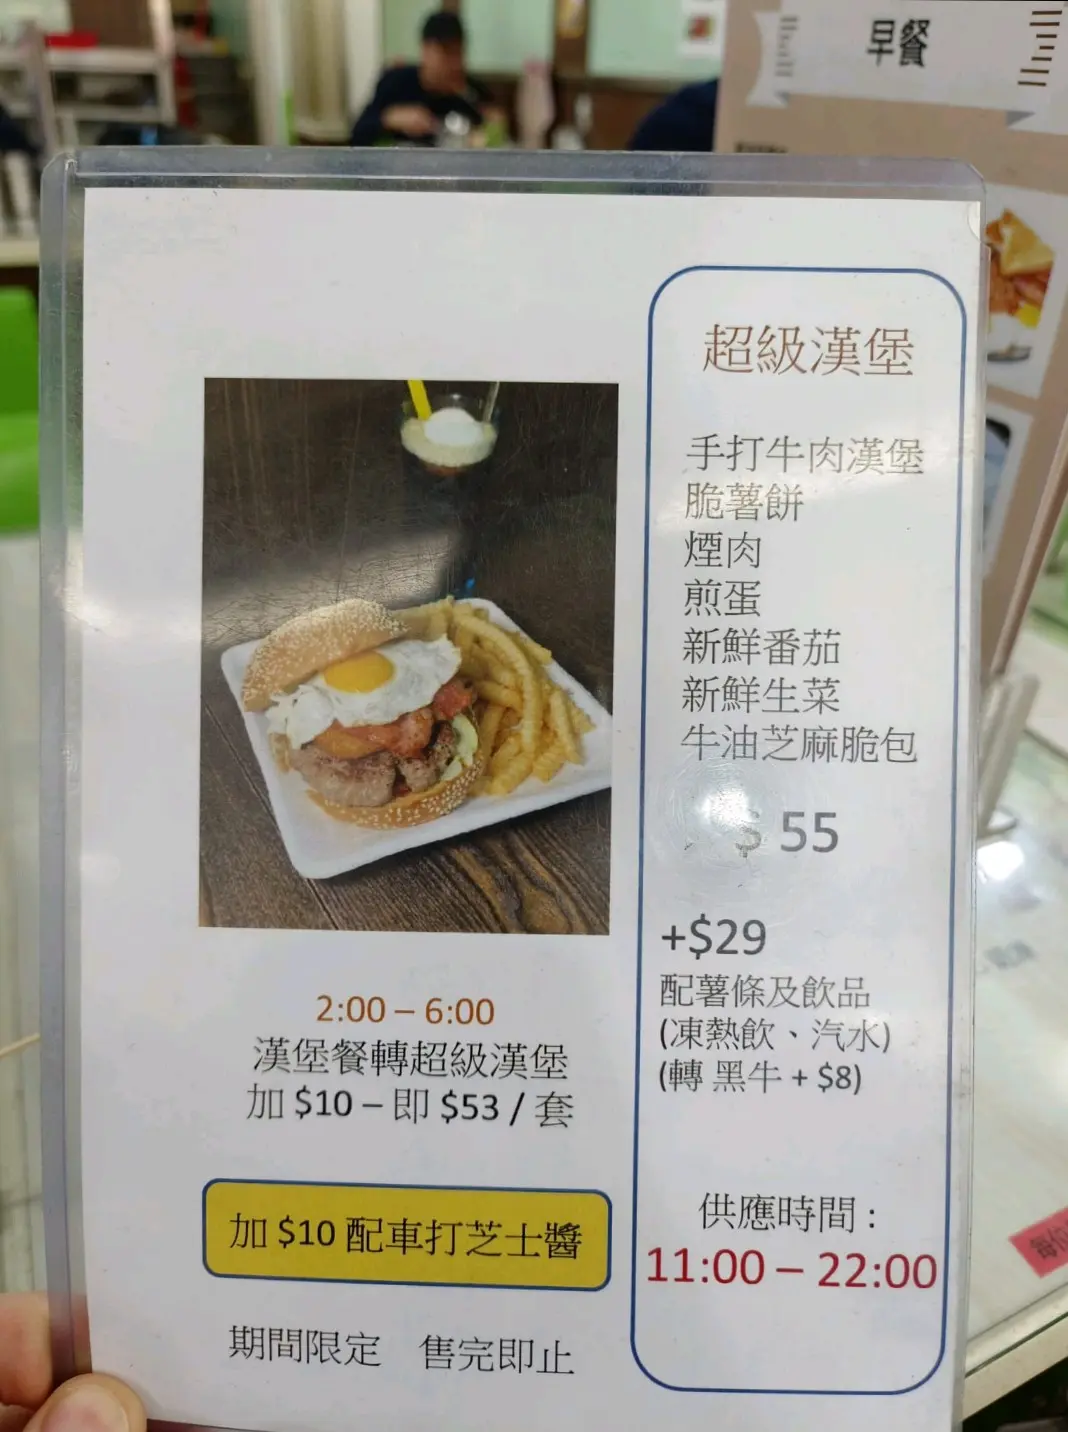 早餐
超級漢堡
手打牛肉漢堡
脆薯餅
煙肉
煎蛋
新鮮番茄
新鮮生菜
牛油芝麻脆包
$ 55
+$29
配薯條及飲品
(凍熱飲、汽水)
(轉 黑牛 + $8)
供應時間 :
11:00 – 22:00
2:00 – 6:00
漢堡餐轉超級漢堡
加 $10 – 即 $53 / 套
加 $10 配車打芝士醬
期間限定 售完即止